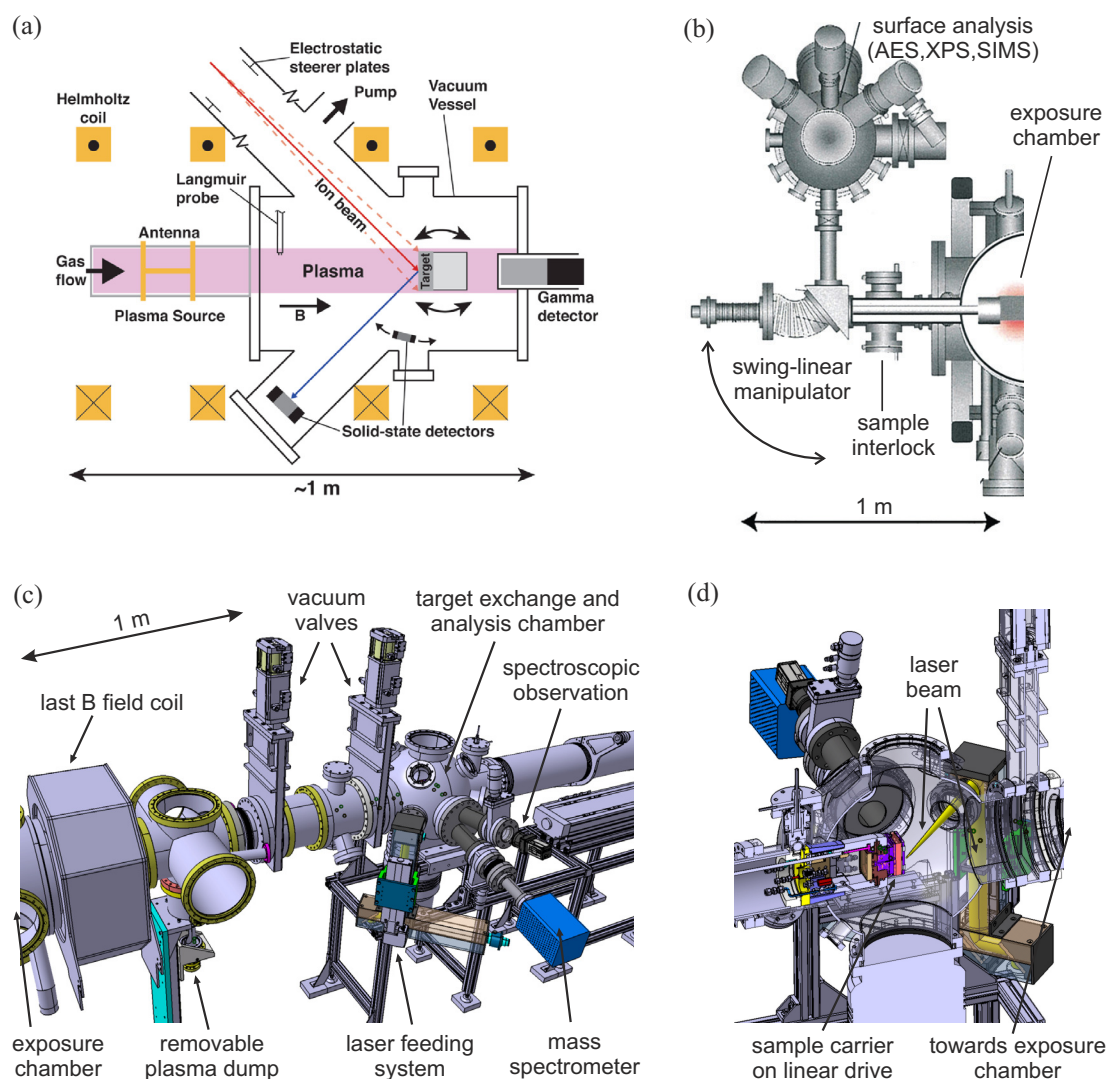 (a)
Electrostatic
steerer plates
Pump
Vacuum
Vessel
Helmholtz
coil
Langmuir
probe
Ion beam
Antenna
Gas
flow
Plasma
Target
Plasma Source
B
Gamma
detector
Solid-state detectors
~1 m
(b)
surface analysis
(AES,XPS,SIMS)
exposure
chamber
swing-linear
manipulator
sample
interlock
1 m
(c)
1 m
vacuum
valves
target exchange and
analysis chamber
spectroscopic
observation
last B field coil
exposure
chamber
removable
plasma dump
laser feeding
system
mass
spectrometer
(d)
laser
beam
sample carrier
on linear drive
towards exposure
chamber